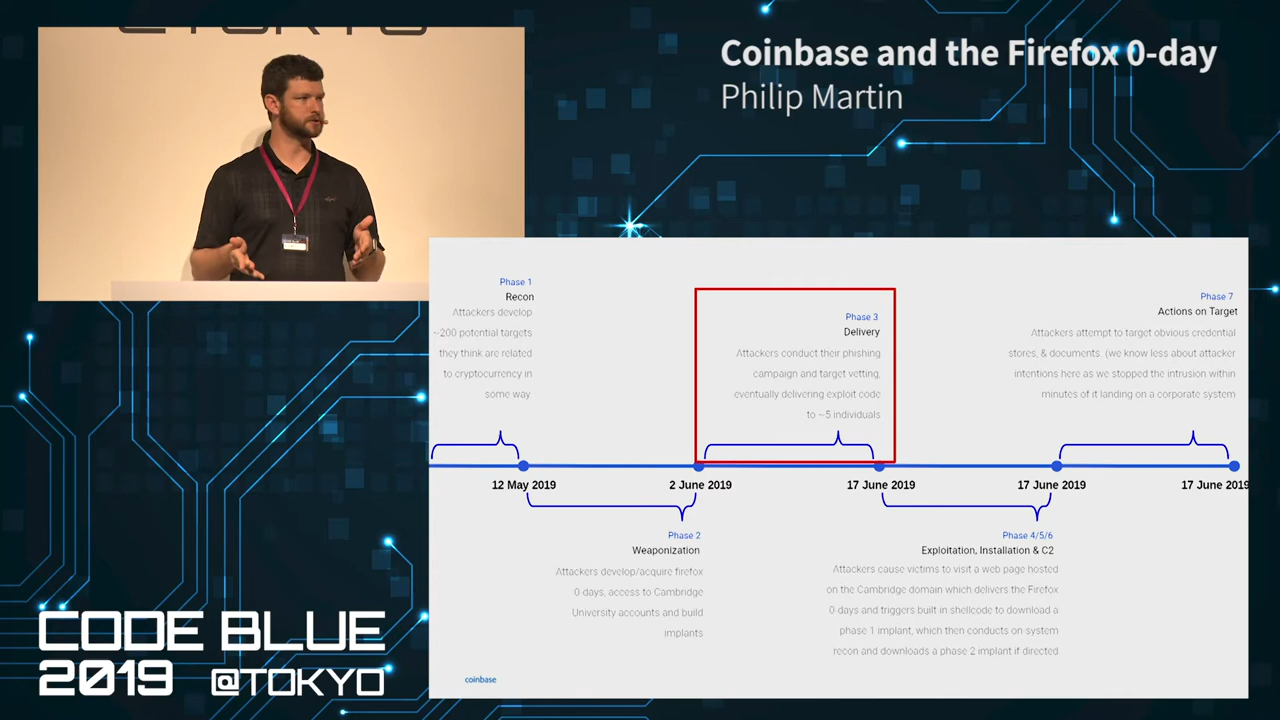 Coinbase and the Firefox 0-day
Philip Martin
Phase 1
Recon
Attackers develop
~200 potential targets
they think are related
to cryptocurrency in
some way.
Phase 3
Delivery
Attackers conduct their phishing
campaign and target vetting,
eventually delivering exploit code
to ~5 individuals
Phase 7
Actions on Target
Attackers attempt to target obvious credential
stores, & documents. (we know less about attacker
intentions here as we stopped the intrusion within
minutes of it landing on a corporate system
12 May 2019
2 June 2019
17 June 2019
17 June 2019
17 June 2019
Phase 2
Weaponization
Attackers develop/acquire firefox
0-days, access to Cambridge
University accounts and build
implants
Phase 4/5/6
Exploitation, Installation & C2
Attackers cause victims to visit a web page hosted
on the Cambridge domain which delivers the Firefox
0-days and triggers built in shellcode to download a
phase 1 implant, which then conducts on system
recon and downloads a phase 2 implant if directed
coinbase
CODE BLUE
2019 @TOKYO